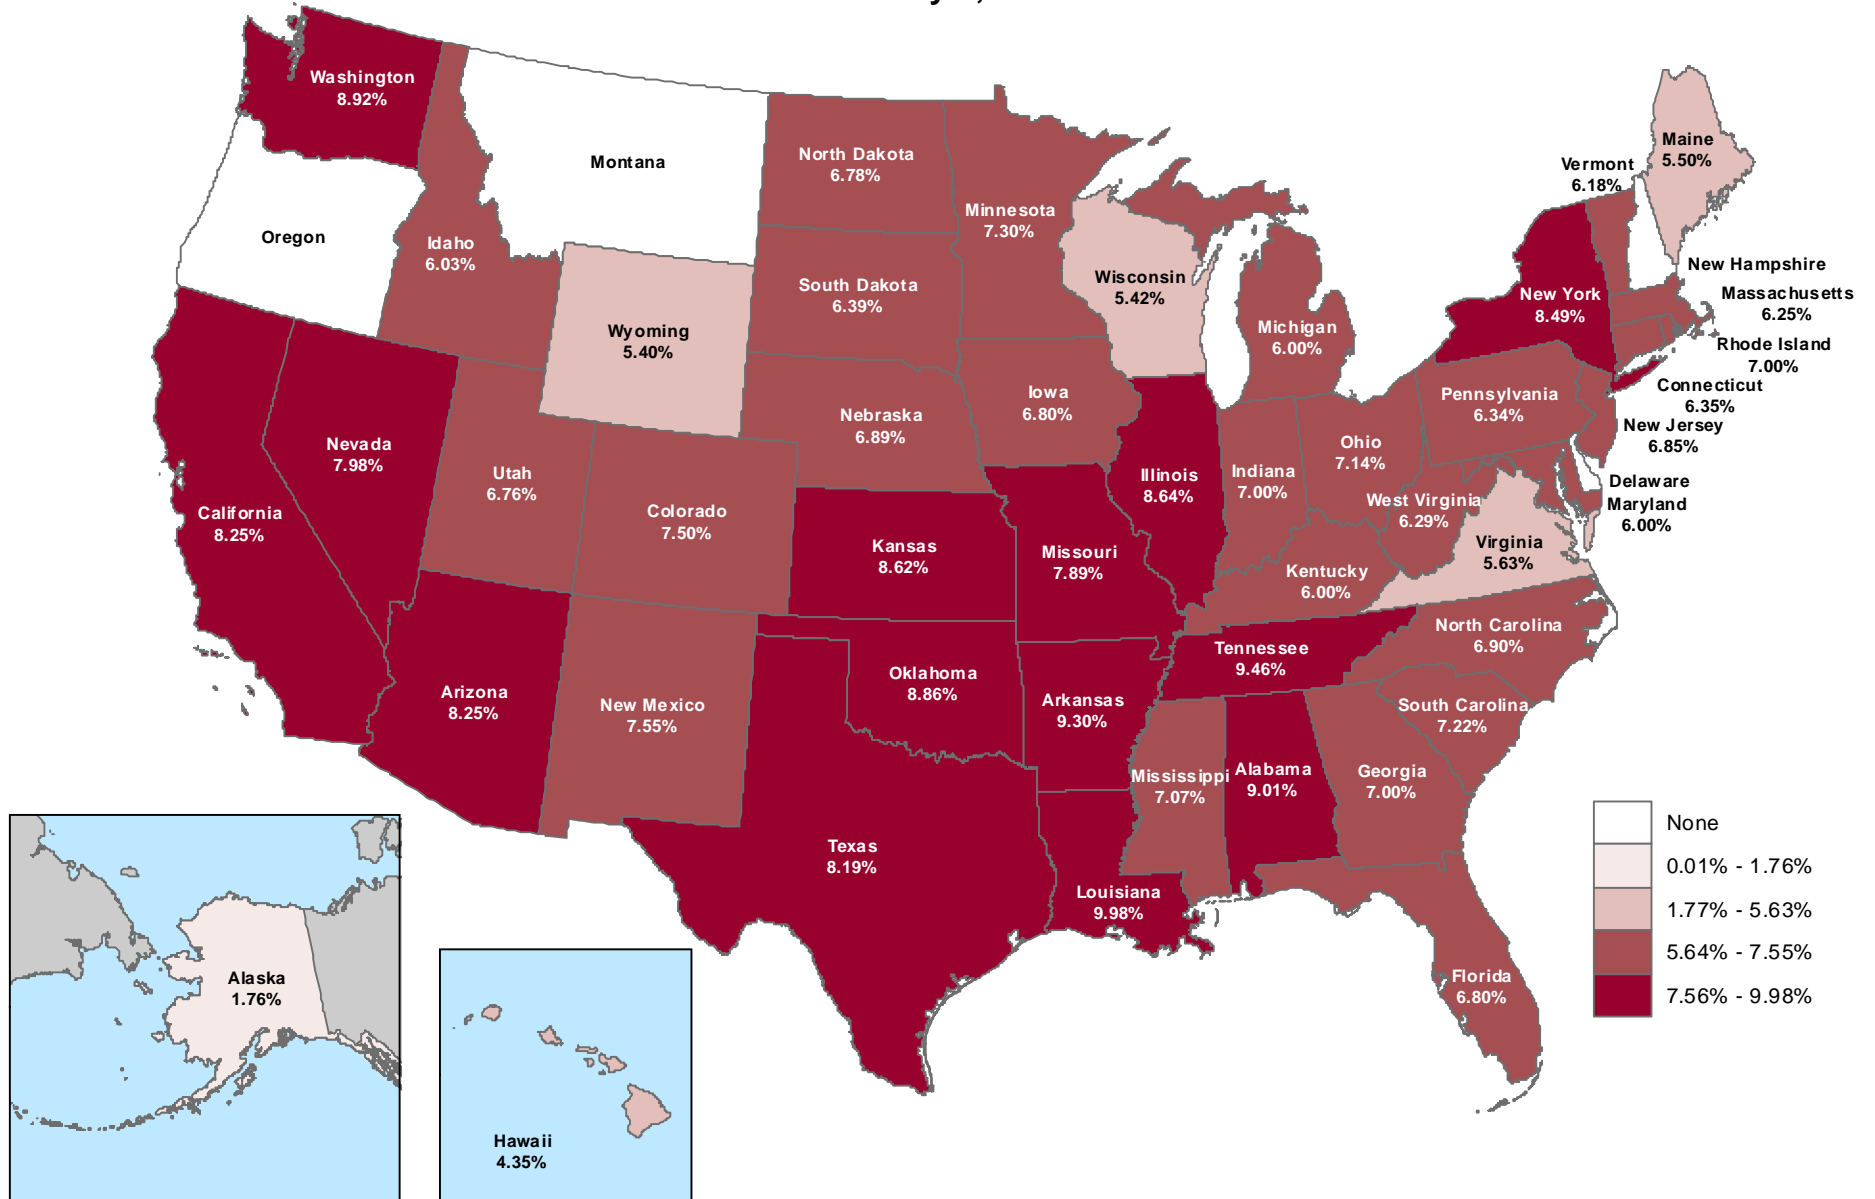 Washington
8.92%
Montana
North Dakota
6.78%
Minnesota
7.30%
Maine
5.50%
Vermont
6.18%
Oregon
Idaho
6.03%
Wisconsin
5.42%
New Hampshire
Massachusetts
6.25%
South Dakota
6.39%
New York
8.49%
Wyoming
5.40%
Michigan
6.00%
Rhode Island
7.00%
Connecticut
6.35%
Iowa
6.80%
Pennsylvania
6.34%
Nebraska
6.89%
New Jersey
6.85%
Nevada
7.98%
Ohio
7.14%
Utah
6.76%
Illinois
8.64%
Indiana
7.00%
Delaware
Maryland
6.00%
West Virginia
6.29%
California
8.25%
Colorado
7.50%
Kansas
8.62%
Missouri
7.89%
Virginia
5.63%
Kentucky
6.00%
North Carolina
6.90%
Tennessee
9.46%
Arizona
8.25%
New Mexico
7.55%
Oklahoma
8.86%
Arkansas
9.30%
South Carolina
7.22%
Mississippi
7.07%
Alabama
9.01%
Georgia
7.00%
Texas
8.19%
Louisiana
9.98%
Florida
6.80%
Alaska
1.76%
Hawaii
4.35%
None
0.01% - 1.76%
1.77% - 5.63%
5.64% - 7.55%
7.56% - 9.98%